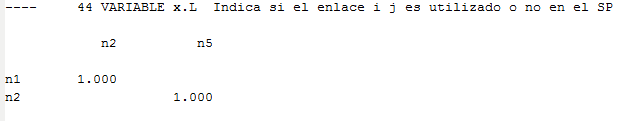 ----     44 VARIABLE x.L  Indica si el enlace i j es utilizado o no en el SP
            n2          n5
n1       1.000
n2                   1.000